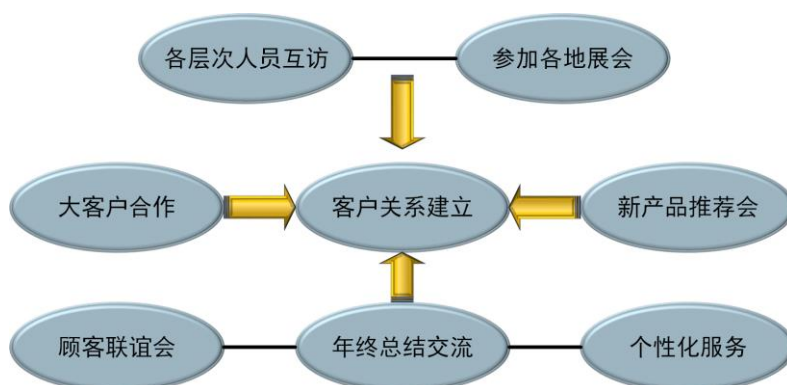 各层次人员互访
参加各地展会
大客户合作
客户关系建立
新产品推荐会
顾客联谊会
年终总结交流
个性化服务